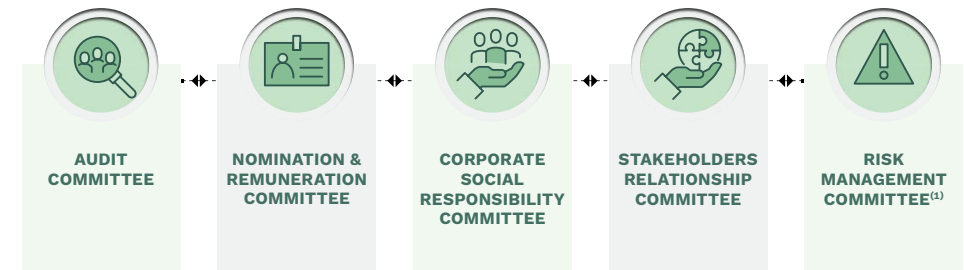 AUDIT
COMMITTEE
NOMINATION &
REMUNERATION
COMMITTEE
CORPORATE
SOCIAL
RESPONSIBILITY
COMMITTEE
STAKEHOLDERS
RELATIONSHIP
COMMITTEE
RISK
MANAGEMENT
COMMITTEE(1)